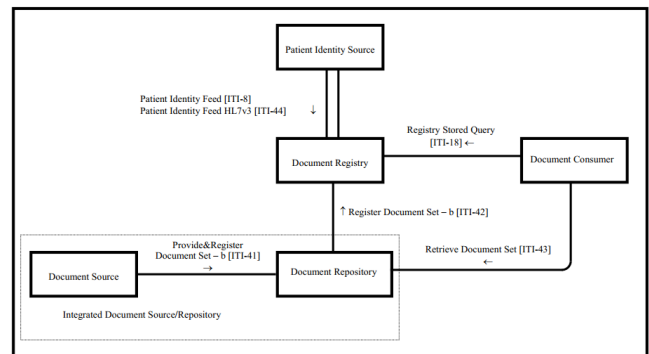 Patient Identity Source
Patient Identity Feed [ITI-8]
Patient Identity Feed HL7v3 [ITI-44] ↓
Registry Stored Query
[ITI-18] ←
Document Registry
Document Consumer
↑ Register Document Set – b [ITI-42]
Provide&Register
Document Set – b [ITI-41]
→
Retrieve Document Set [ITI-43]
←
Document Source
Document Repository
Integrated Document Source/Repository